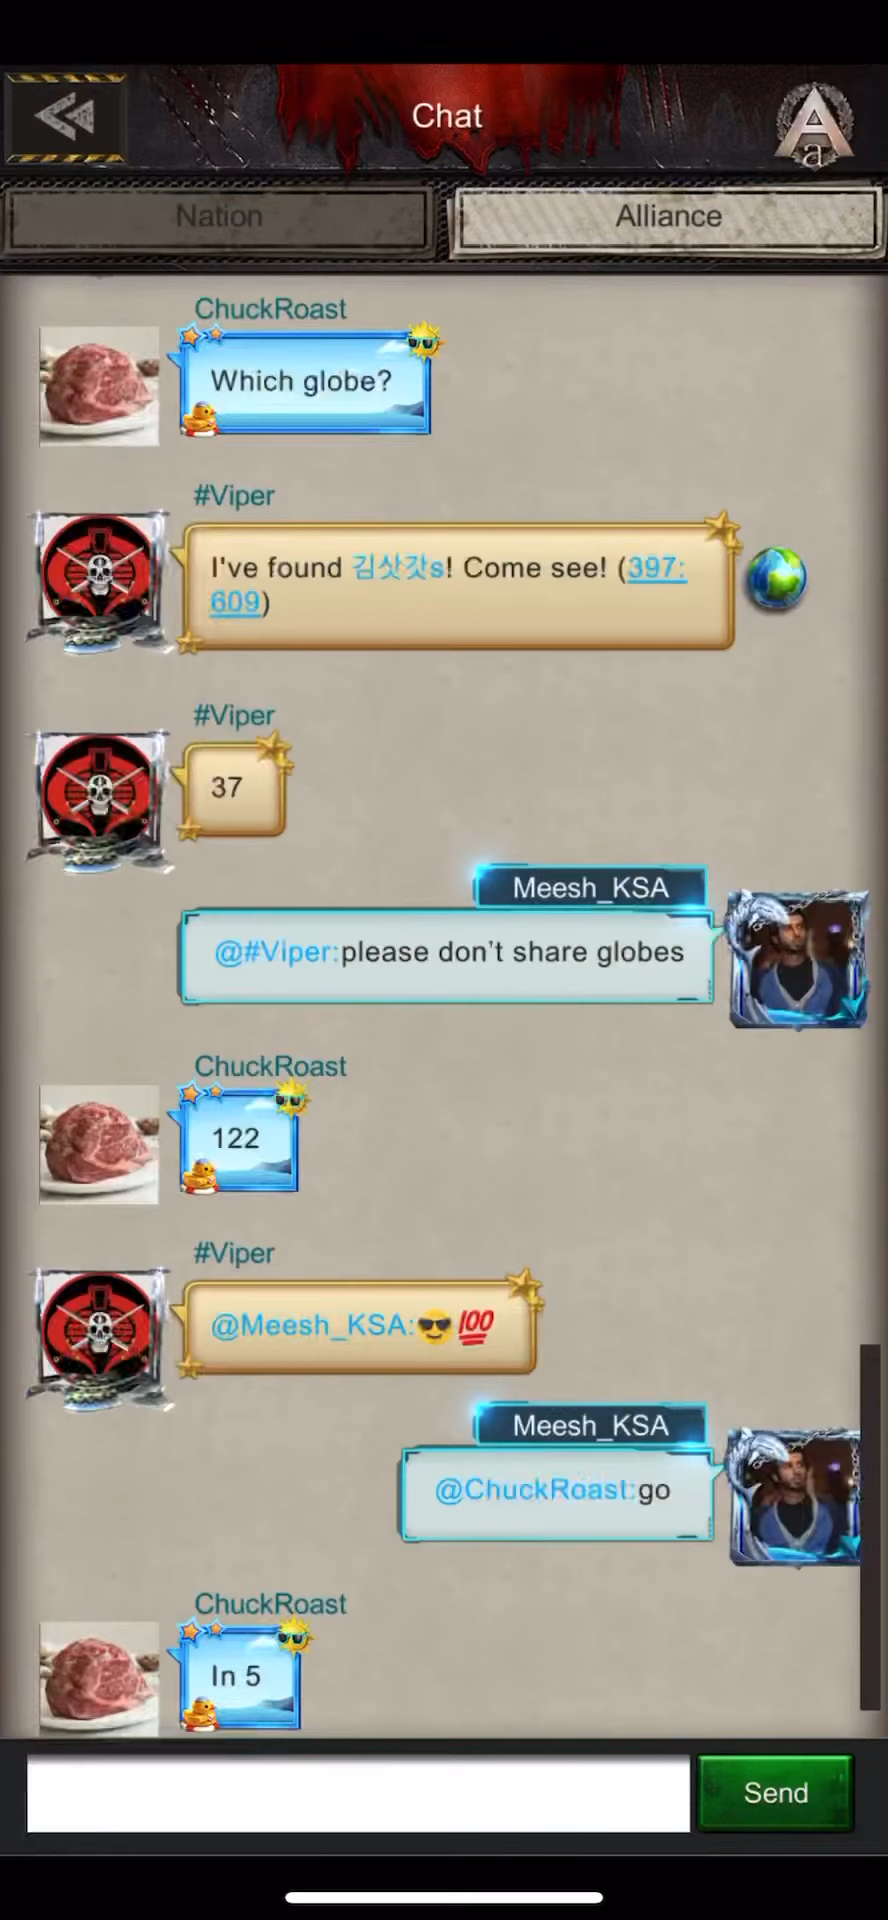 Chat
A
a
Nation
Alliance
ChuckRoast
Which globe?
#Viper
I've found 김삿갓s! Come see! (397:
609)
#Viper
37
Meesh_KSA
@#Viper:please don't share globes
ChuckRoast
122
#Viper
@Meesh_KSA:😎💯
Meesh_KSA
@ChuckRoast:go
ChuckRoast
In 5
Send